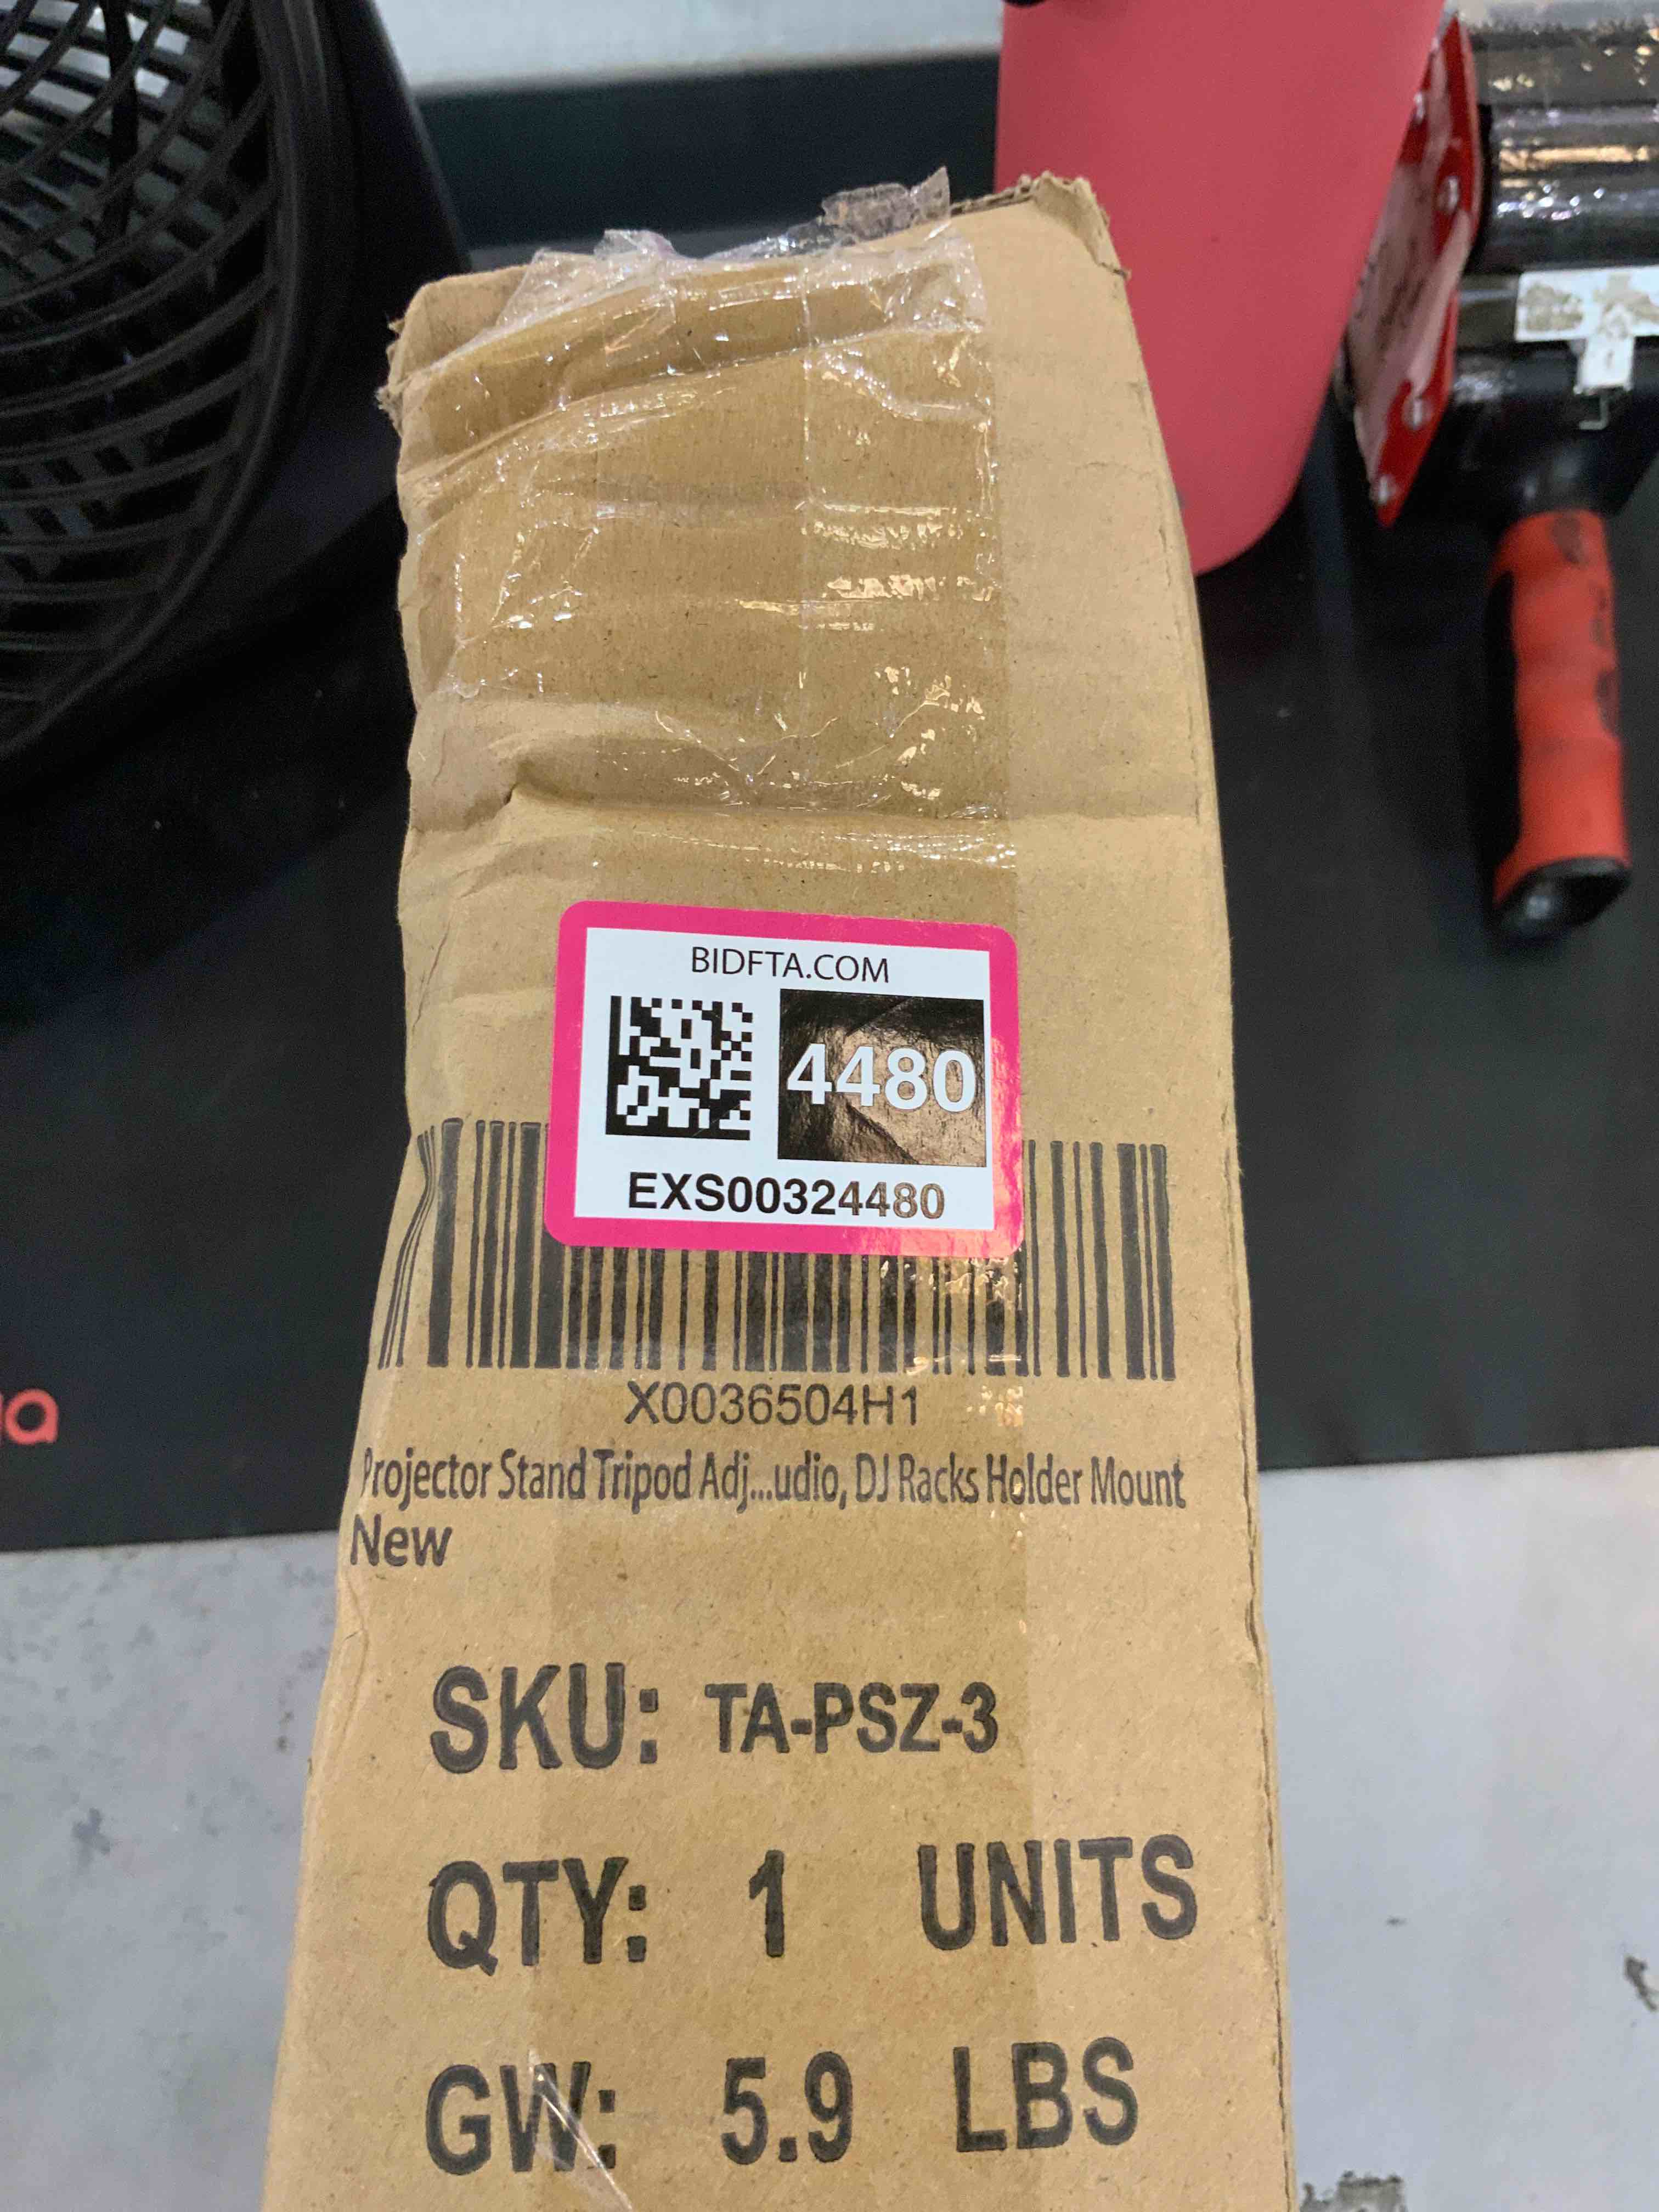 BIDFTA.COM
4480
EXS00324480
X0036504H1
Projector Stand Tripod Adj...udio, DJ Racks Holder Mount
New
SKU: TA-PSZ-3
QTY: 1 UNITS
GW: 5.9 LBS